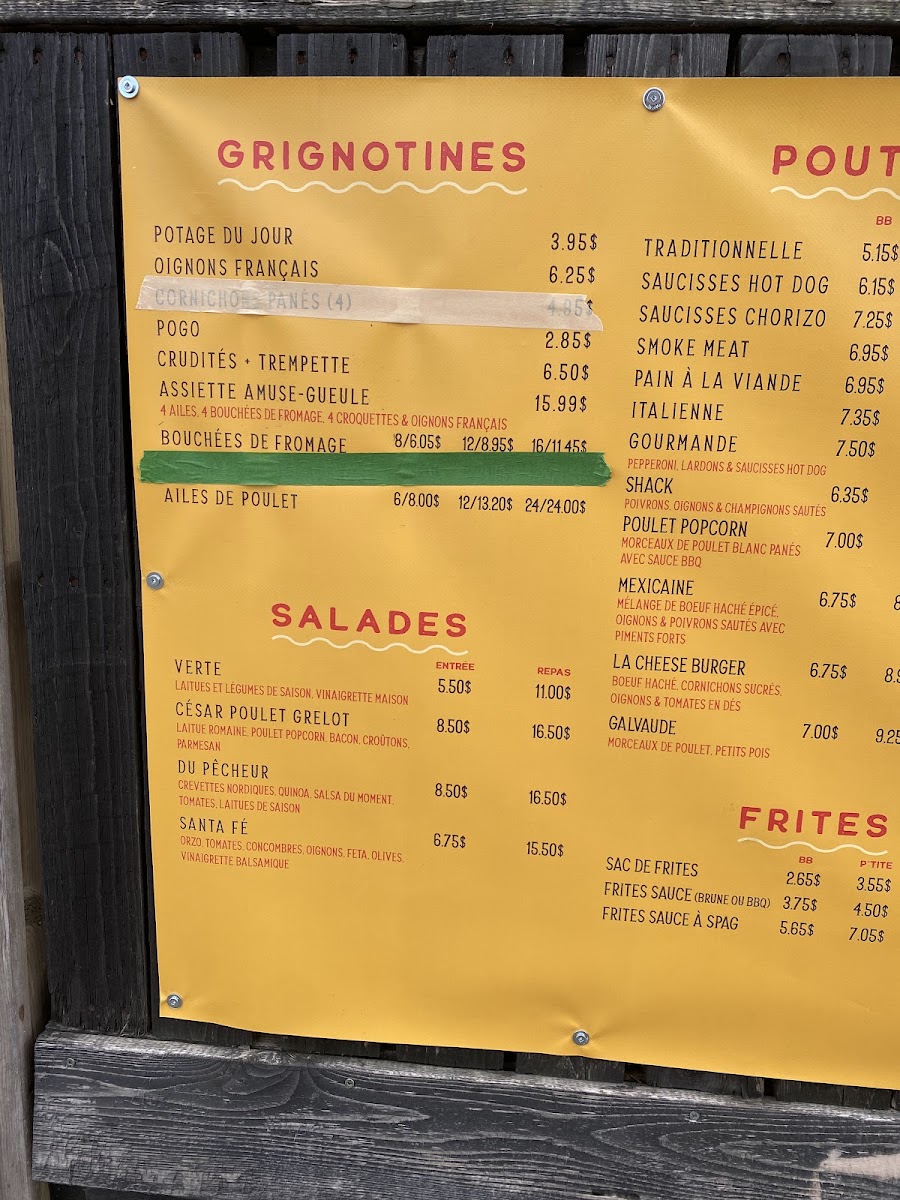 GRIGNOTINES
POTAGE DU JOUR 3.95$
OIGNONS FRANÇAIS 6.25$
CORNICHONS PANÉS (4) 4.95$
POGO 2.85$
CRUDITÉS + TREMPETTE 6.50$
ASSIETTE AMUSE-GUEULE 15.99$
4 AILES, 4 BOUCHÉES DE FROMAGE, 4 CROQUETTES & OIGNONS FRANÇAIS
BOUCHÉES DE FROMAGE 8/6.05$ 12/8.95$ 16/11.45$
AILES DE POULET 6/8.00$ 12/13.20$ 24/24.00$
SALADES
ENTRÉE REPAS
VERTE 5.50$ 11.00$
LAITUES ET LÉGUMES DE SAISON, VINAIGRETTE MAISON
CÉSAR POULET GRELOT 8.50$ 16.50$
LAITUE ROMAINE, POULET POPCORN, BACON, CROÛTONS,
PARMESAN
DU PÊCHEUR 8.50$ 16.50$
CREVETTES NORDIQUES, QUINOA, SALSA DU MOMENT,
TOMATES, LAITUES DE SAISON
SANTA FÉ 6.75$ 15.50$
ORZO, TOMATES, CONCOMBRES, OIGNONS, FETA, OLIVES,
VINAIGRETTE BALSAMIQUE
POUT
BB
TRADITIONNELLE 5.15$
SAUCISSES HOT DOG 6.15$
SAUCISSES CHORIZO 7.25$
SMOKE MEAT 6.95$
PAIN À LA VIANDE 6.95$
ITALIENNE 7.35$
GOURMANDE 7.50$
PEPPERONI, LARDONS & SAUCISSES HOT DOG
SHACK 6.35$
POIVRONS, OIGNONS & CHAMPIGNONS SAUTÉS
POULET POPCORN 7.00$
MORCEAUX DE POULET BLANC PANÉS
AVEC SAUCE BBQ
MEXICAINE 6.75$
MÉLANGE DE BOEUF HACHÉ ÉPICÉ,
OIGNONS & POIVRONS SAUTÉS AVEC
PIMENTS FORTS
LA CHEESE BURGER 6.75$ 8.9
BOEUF HACHÉ, CORNICHONS SUCRÉS,
OIGNONS & TOMATES EN DÉS
GALVAUDE 7.00$ 9.25
MORCEAUX DE POULET, PETITS POIS
FRITES
BB P'TITE
SAC DE FRITES 2.65$ 3.55$
FRITES SAUCE (BRUNE OU BBQ) 3.75$ 4.50$
FRITES SAUCE À SPAG 5.65$ 7.05$